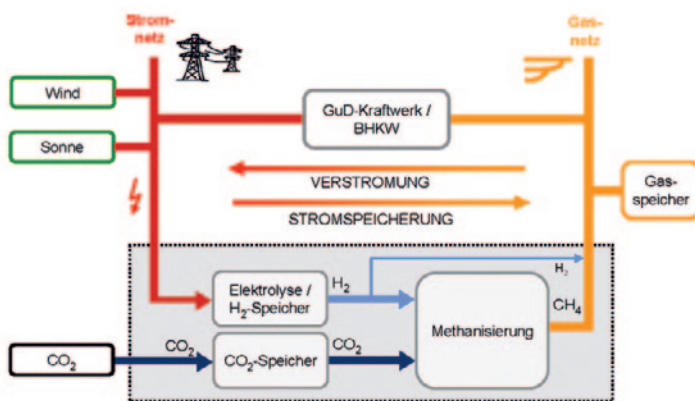 Strom-
netz
Gas-
netz
Wind
GuD-Kraftwerk /
BHKW
Sonne
VERSTROMUNG
Gas-
speicher
STROMSPEICHERUNG
H₂
Elektrolyse /
H₂-Speicher
H₂
CH₄
Methanisierung
CO₂
CO₂
CO₂-Speicher
CO₂